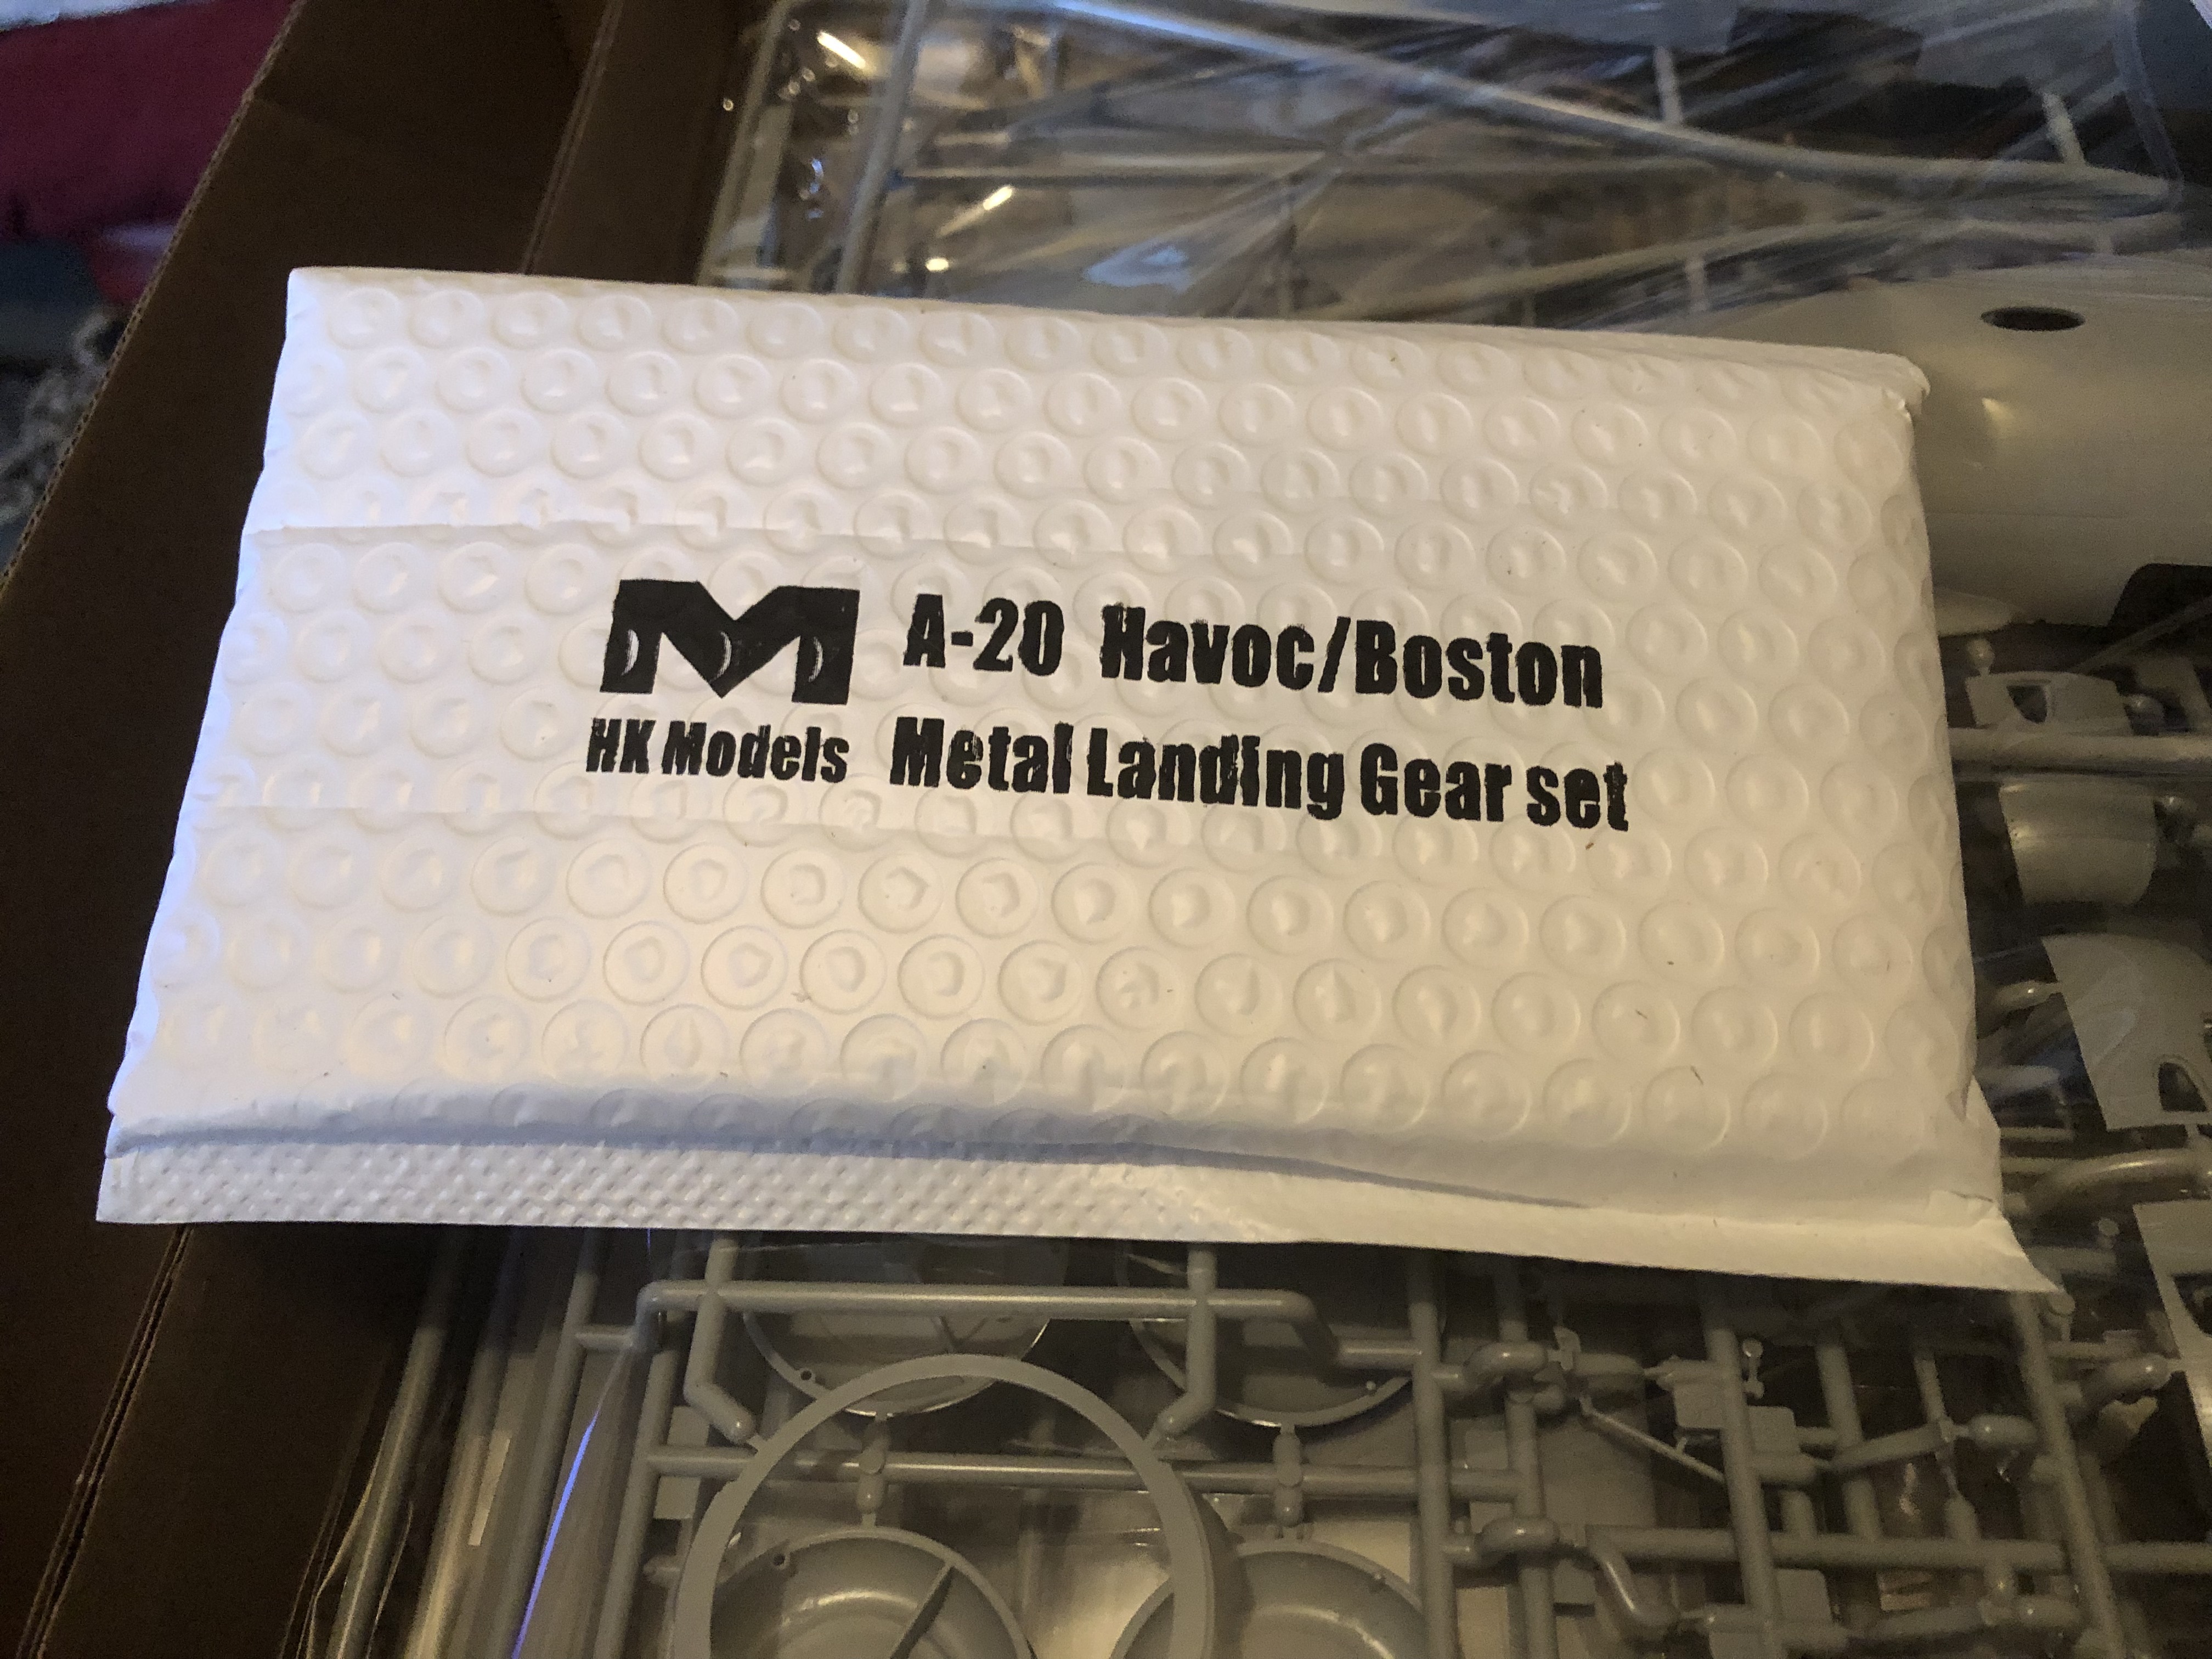 M
HK Models
A-20 Havoc/Boston
Metal Landing Gear set